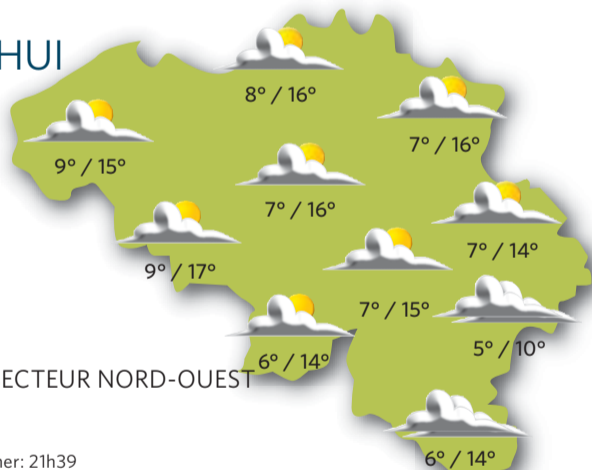 HUI
8° / 16°
7° / 16°
9° / 15°
7° / 16°
7° / 14°
9° / 17°
7° / 15°
5° / 10°
6° / 14°
ECTEUR NORD-OUEST
6° / 14°
her: 21h39